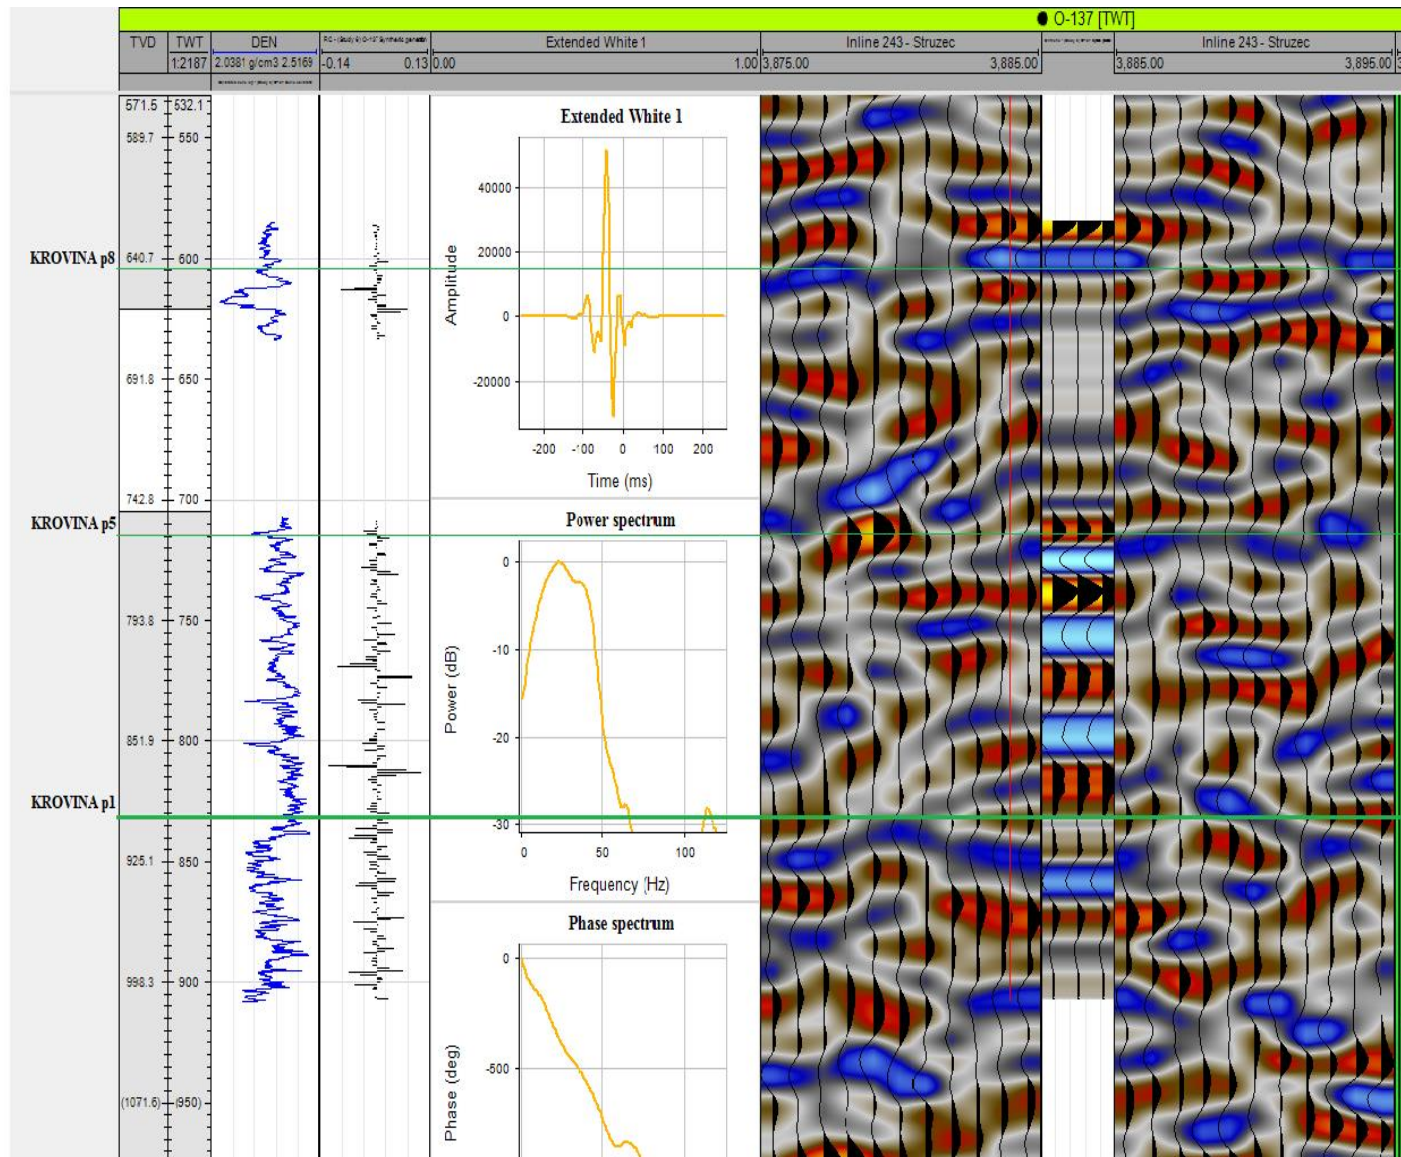 O-137 [TWT]
TVD TWT DEN Extended White 1 Inline 243 - Struzec Inline 243 - Struzec
1:2187 2.0381 g/cm3 2.5169 -0.14 0.13 0.00 1.00 3,875.00 3,885.00 3,885.00 3,895.00
571.5 532.1
Extended White 1
589.7 550
40000
KROVINA p8
640.7 600
20000
Amplitude
0
691.8 650
-20000
-200 -100 0 100 200
Time (ms)
742.8 700
KROVINA p5
Power spectrum
0
793.8 750
-10
Power (dB)
851.9 800
-20
KROVINA p1
-30
0 50 100
925.1 850
Frequency (Hz)
Phase spectrum
0
998.3 900
-500
Phase (deg)
(1071.6) (950)